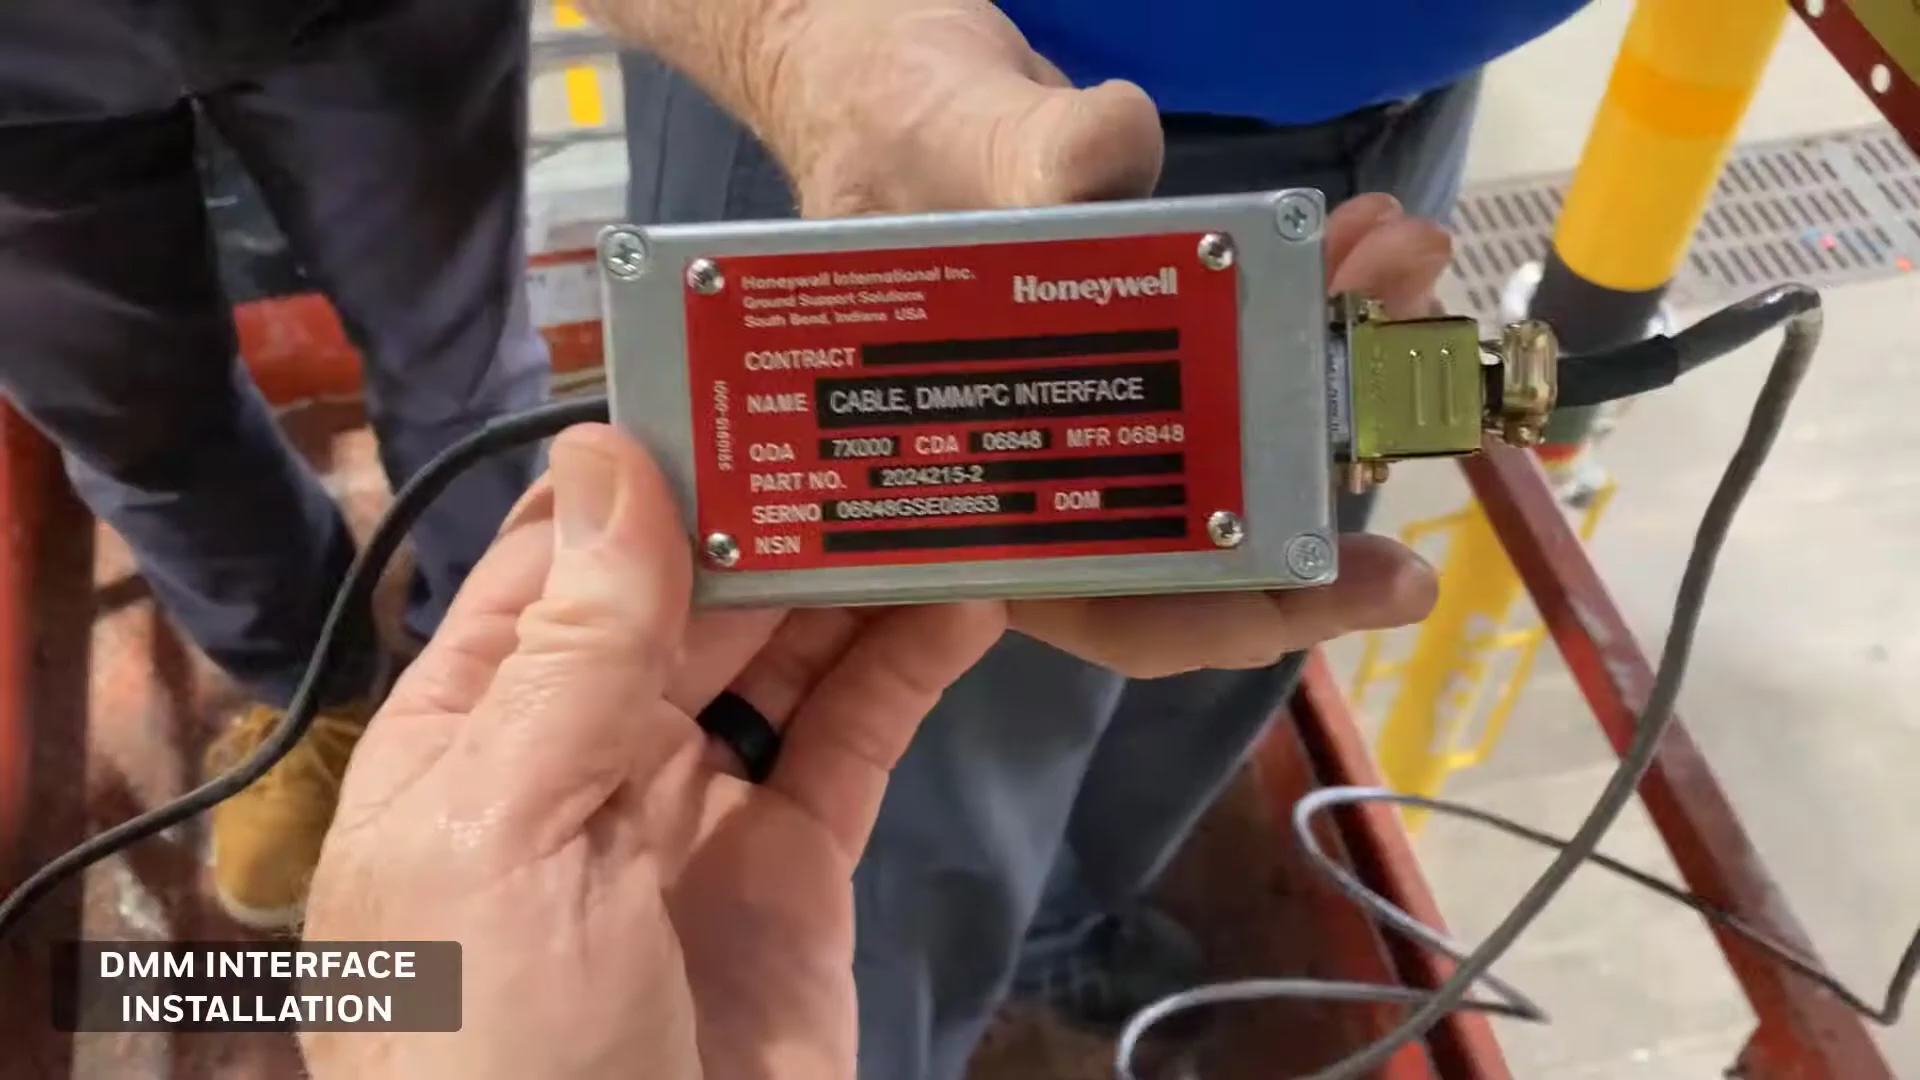 Honeywell International Inc.
Ground Support Solutions
South Bend, Indiana USA
Honeywell
CONTRACT
NAME CABLE, DMM/PC INTERFACE
QDA 7X000 CDA 06848 MFR 06848
PART NO. 2024215-2
SERNO 06848GSE08653 DOM
NSN
DMM INTERFACE
INSTALLATION